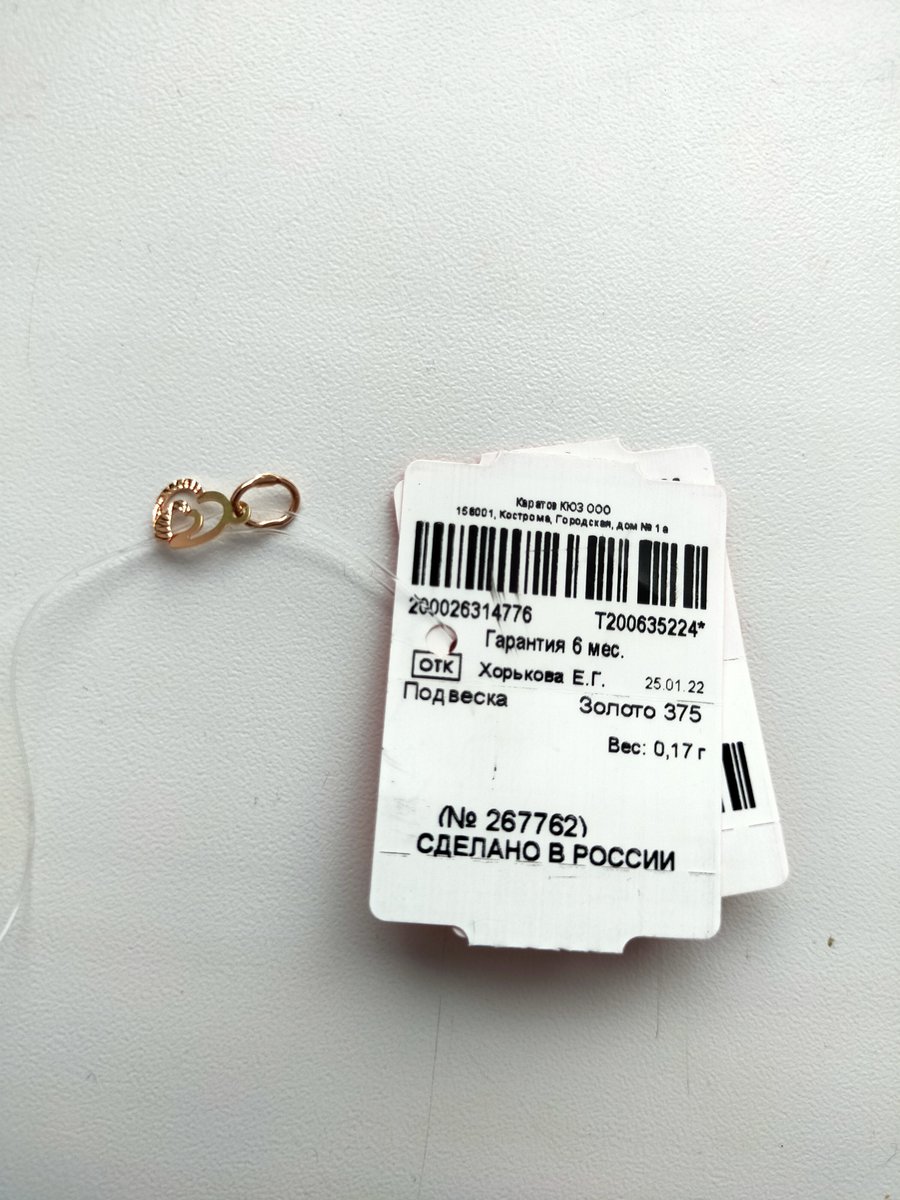 Каратов КЮЗ ООО
156001, Кострома, Городская, дом № 1а
200026314776 T200635224*
Гарантия 6 мес.
ОТК Хорькова Е.Г. 25.01.22
Подвеска Золото 375
Вес: 0,17 г
(№ 267762)
СДЕЛАНО В РОССИИ